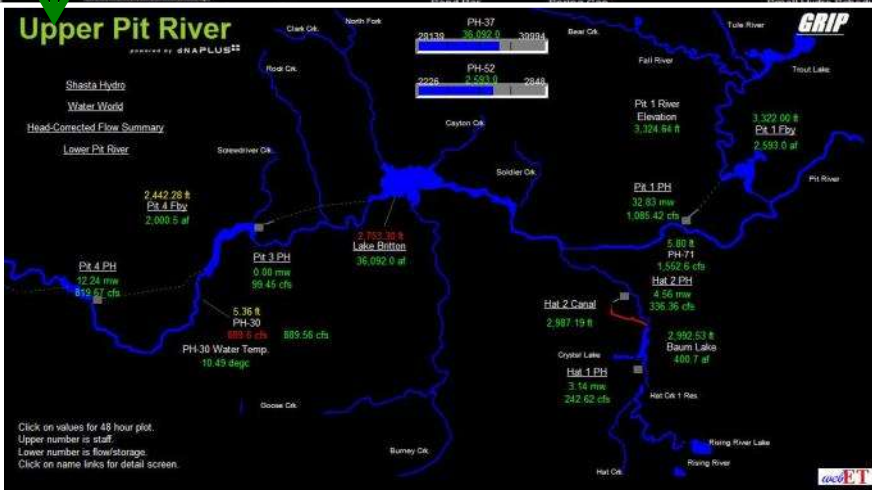 Upper Pit River
powered by dNAPLUS
Shasta Hydro
Water World
Head-Corrected Flow Summary
Lower Pit River
Clark Crk.
North Fork
Rock Crk.
Screwdriver Crk.
PH-37
28139 36,092.0 39994
PH-52
2226 2,593.0 2848
Cayton Crk.
Soldier Crk.
Bear Crk.
Tule River
GRIP
Fall River
Trout Lake
Pit 1 River
Elevation
3,324.64 ft
3,322.00 ft
Pit 1 Fby
2,593.0 af
Pit River
Pit 1 PH
32.83 mw
1,085.42 cfs
5.80 ft
PH-71
1,552.6 cfs
2,442.28 ft
Pit 4 Fby
2,000.5 af
2,753.30 ft
Lake Britton
36,092.0 af
Pit 3 PH
0.00 mw
99.45 cfs
Pit 4 PH
12.24 mw
819.67 cfs
5.36 ft
PH-30
889.6 cfs 889.56 cfs
PH-30 Water Temp.
10.49 degc
Hat 2 PH
4.56 mw
336.36 cfs
Hat 2 Canal
2,987.19 ft
2,992.53 ft
Baum Lake
400.7 af
Crystal Lake
Hat 1 PH
3.14 mw
242.62 cfs
Hat Crk 1 Res.
Goose Crk.
Burney Crk.
Hat Crk.
Rising River Lake
Rising River
Click on values for 48 hour plot.
Upper number is staff.
Lower number is flow/storage.
Click on name links for detail screen.
webET